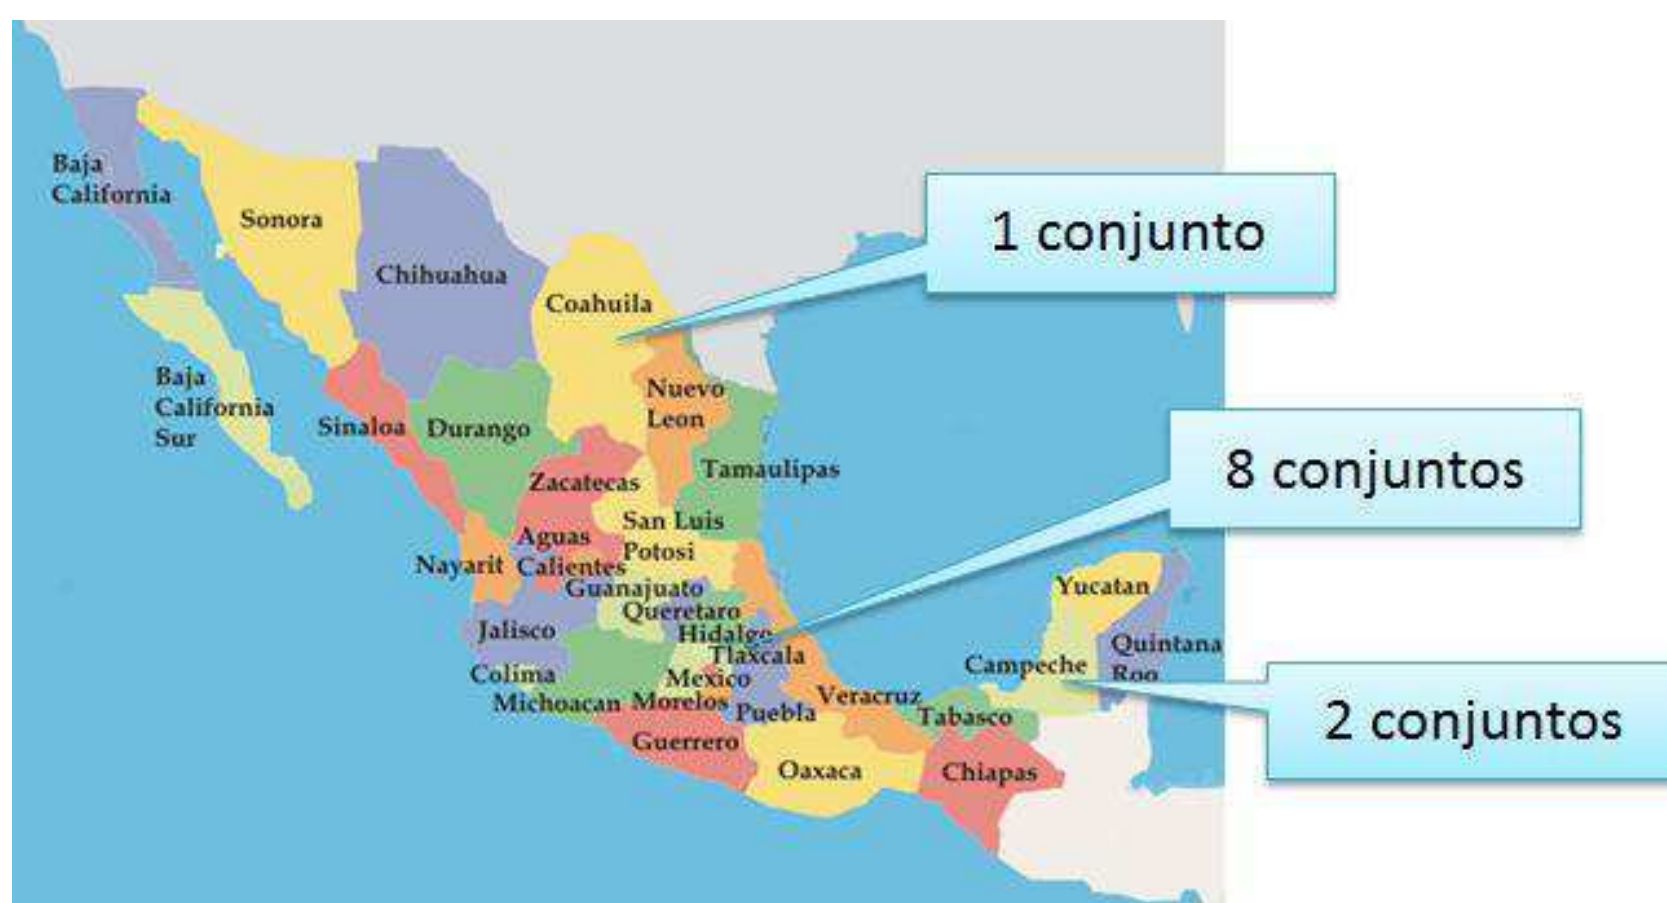 Baja
California
Sonora
Chihuahua
Coahuila
1 conjunto
Baja
California
Sur
Sinaloa
Durango
Nuevo
Leon
Zacatecas
Tamaulipas
8 conjuntos
San Luis
Potosi
Aguas
Calientes
Nayarit
Guanajuato
Queretaro
Hidalgo
Tlaxcala
Jalisco
Colima
Mexico
Michoacan
Morelos
Puebla
Veracruz
Tabasco
Guerrero
Oaxaca
Chiapas
Yucatan
Campeche
Quintana
Roo
2 conjuntos